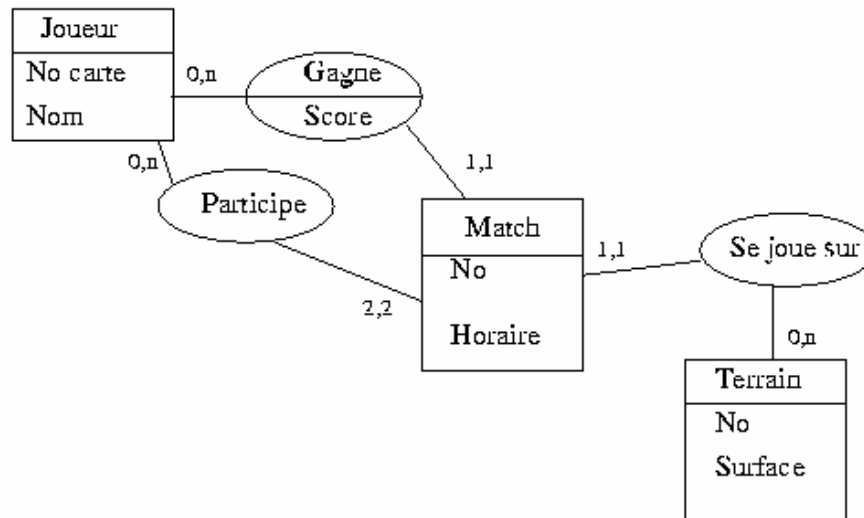 Joueur
No carte
Nom
0,n
Gagne
Score
0,n
1,1
Participe
2,2
Match
No
Horaire
1,1
Se joue sur
0,n
Terrain
No
Surface